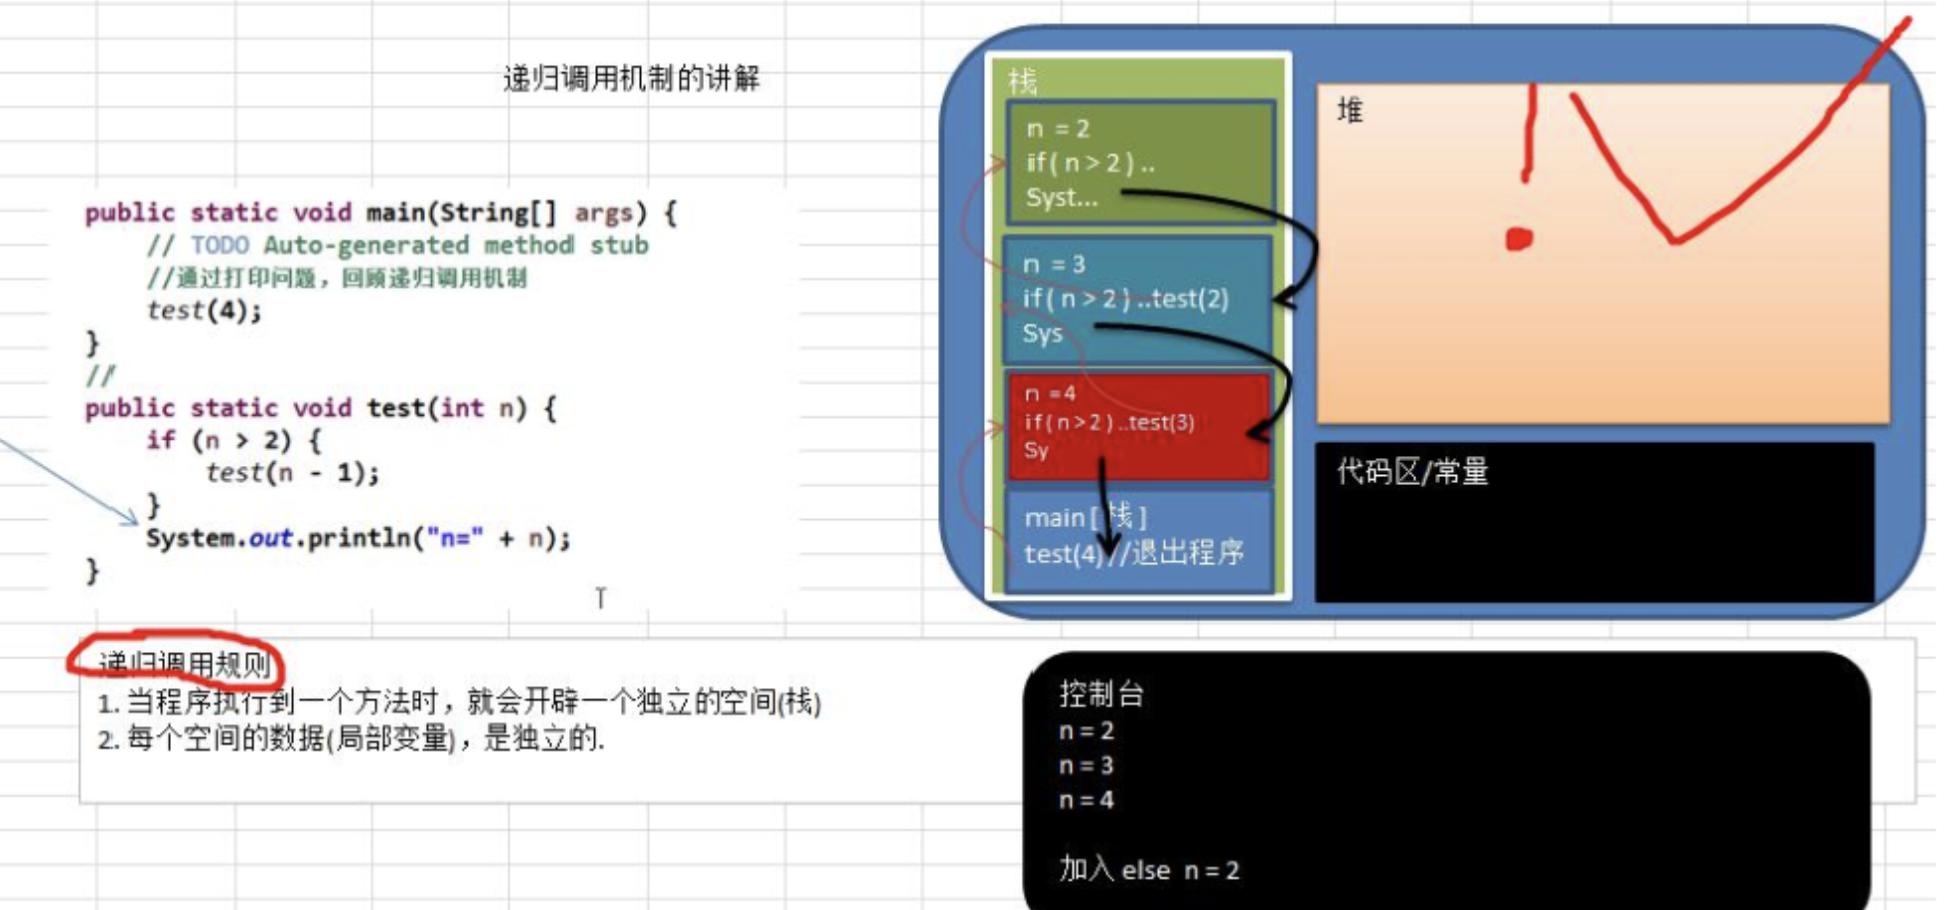 递归调用机制的讲解
public static void main(String[] args) {
// TODO Auto-generated method stub
//通过打印问题，回顾递归调用机制
test(4);
}
//
public static void test(int n) {
if (n > 2) {
test(n - 1);
}
System.out.println("n=" + n);
}
递归调用规则
1. 当程序执行到一个方法时，就会开辟一个独立的空间(栈)
2. 每个空间的数据(局部变量)，是独立的.
栈
n = 2
iif( n > 2 ) ..
Syst...
n = 3
if( n > 2 ) ..test(2)
Sys
n =4
if( n >2 ) ..test(3)
Sy
main [ 栈 ]
test(4) //退出程序
堆
代码区/常量
控制台
n = 2
n = 3
n = 4
加入 else n = 2